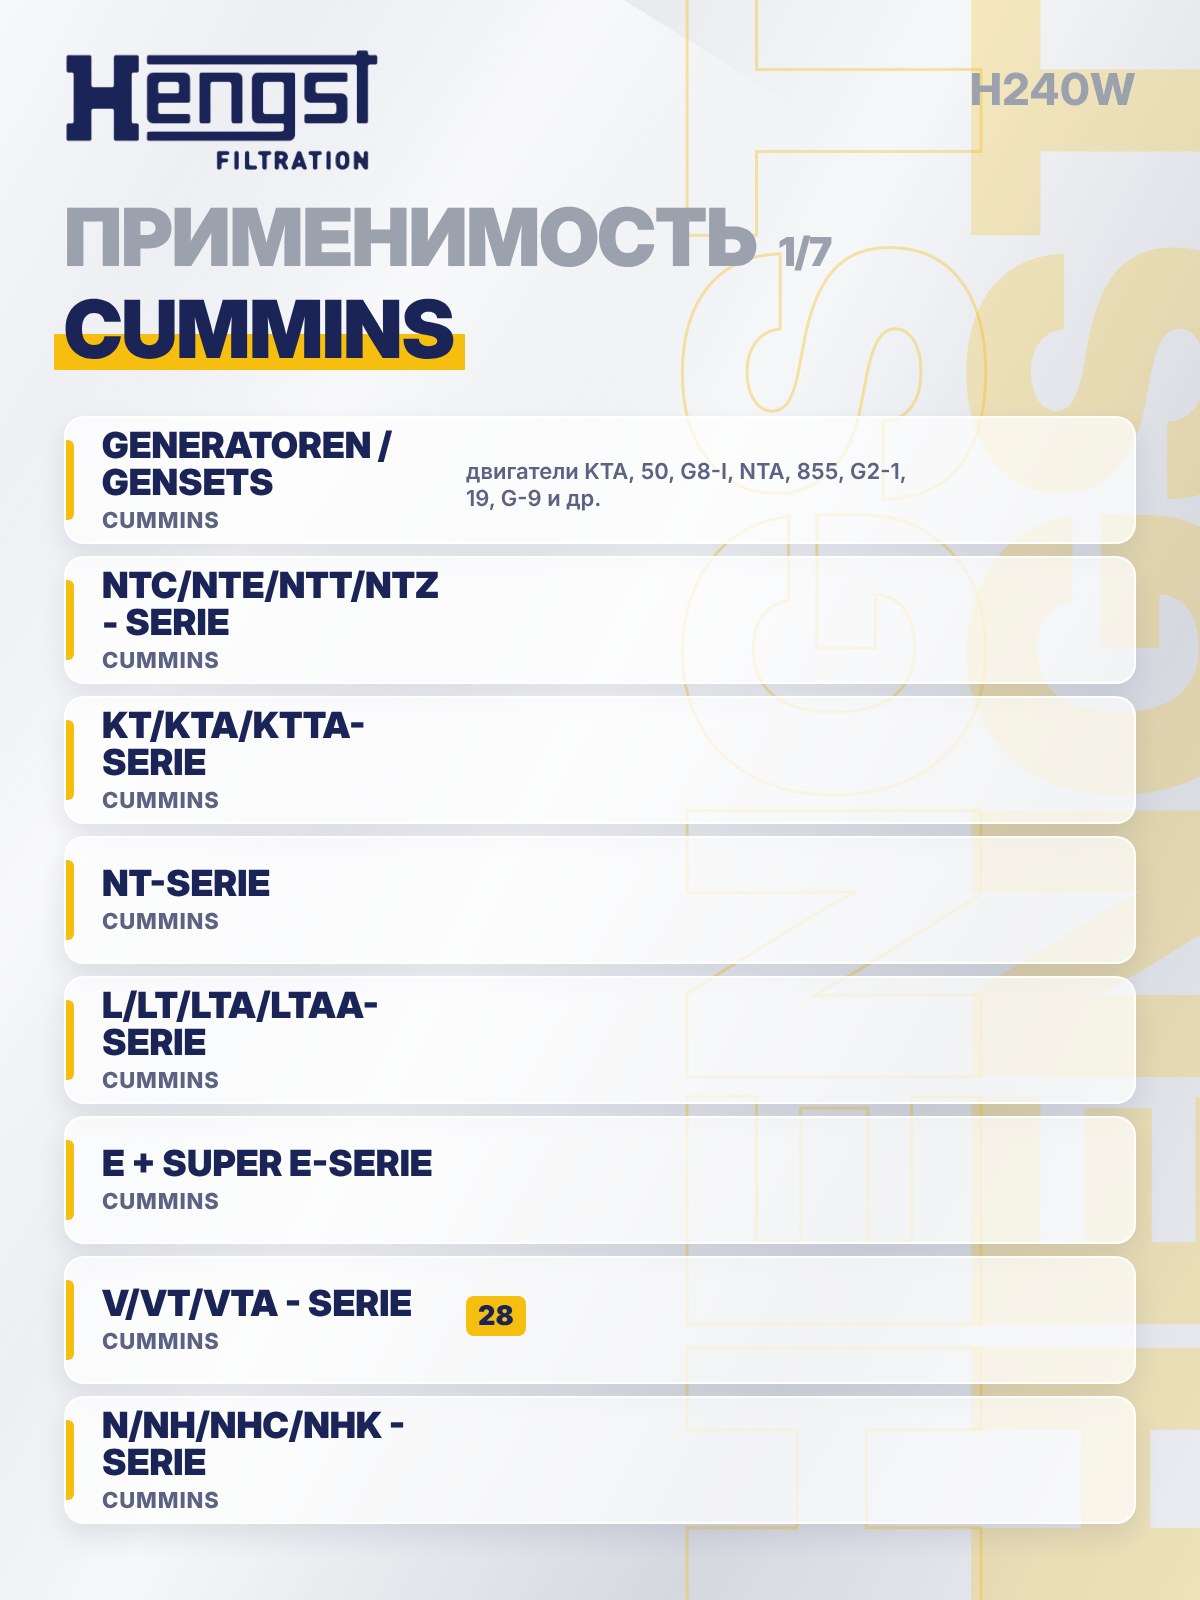 Hengst
FILTRATION
H240W
ПРИМЕНИМОСТЬ 1/7
CUMMINS
GENERATOREN /
GENSETS
CUMMINS
двигатели KTA, 50, G8-I, NTA, 855, G2-1,
19, G-9 и др.
NTC/NTE/NTT/NTZ
- SERIE
CUMMINS
KT/KTA/KTTA-
SERIE
CUMMINS
NT-SERIE
CUMMINS
L/LT/LTA/LTAA-
SERIE
CUMMINS
E + SUPER E-SERIE
CUMMINS
V/VT/VTA - SERIE
CUMMINS
28
N/NH/NHC/NHK -
SERIE
CUMMINS
HENGST
HENGST